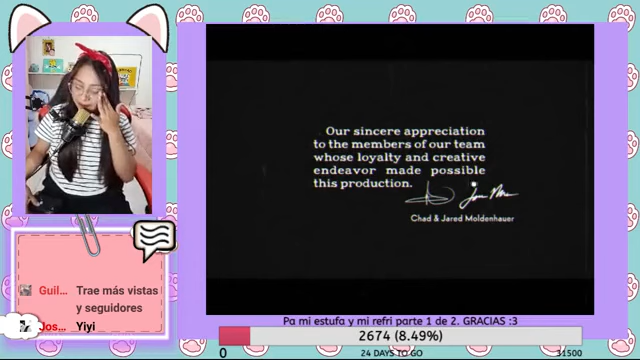 Our sincere appreciation
to the members of our team
whose loyalty and creative
endeavor made possible
this production.
Chad & Jared Moldenhauer
Guil... Trae más vistas
y seguidores
Jos... Yiyi
Pa mi estufa y mi refri parte 1 de 2. GRACIAS :3
2674 (8.49%)
0 24 DAYS TO GO 31500